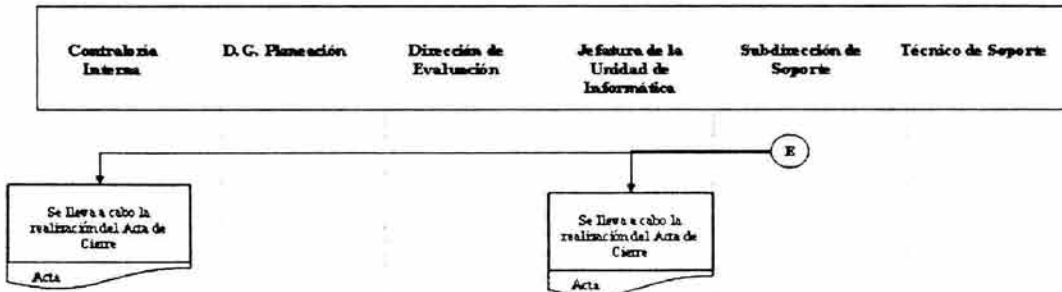 Contraloría
Interna
D. G. Planeación
Dirección de
Evaluación
Jefatura de la
Unidad de
Informática
Subdirección de
Soporte
Técnico de Soporte
E
Se lleva a cabo la
realización del Acta de
Cierre
Acta
Se lleva a cabo la
realización del Acta de
Cierre
Acta